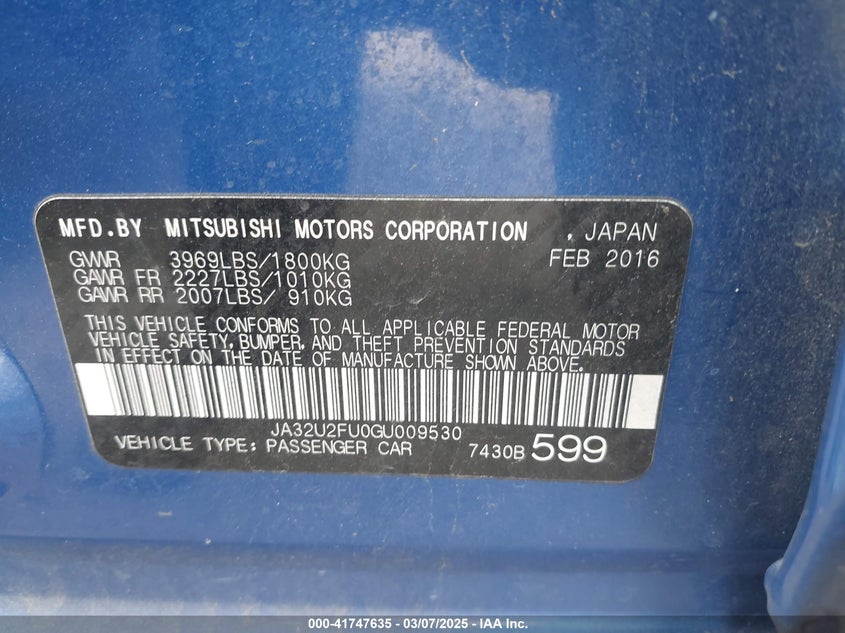 MFD.BY MITSUBISHI MOTORS CORPORATION , JAPAN
GVWR 3969LBS/1800KG FEB 2016
GAWR FR 2227LBS/1010KG
GAWR RR 2007LBS/ 910KG
THIS VEHICLE CONFORMS TO ALL APPLICABLE FEDERAL MOTOR
VEHICLE SAFETY, BUMPER, AND THEFT PREVENTION STANDARDS
IN EFFECT ON THE DATE OF MANUFACTURE SHOWN ABOVE.
JA32U2FU0GU009530
VEHICLE TYPE: PASSENGER CAR 7430B 599
000-41747635 - 03/07/2025 - IAA Inc.